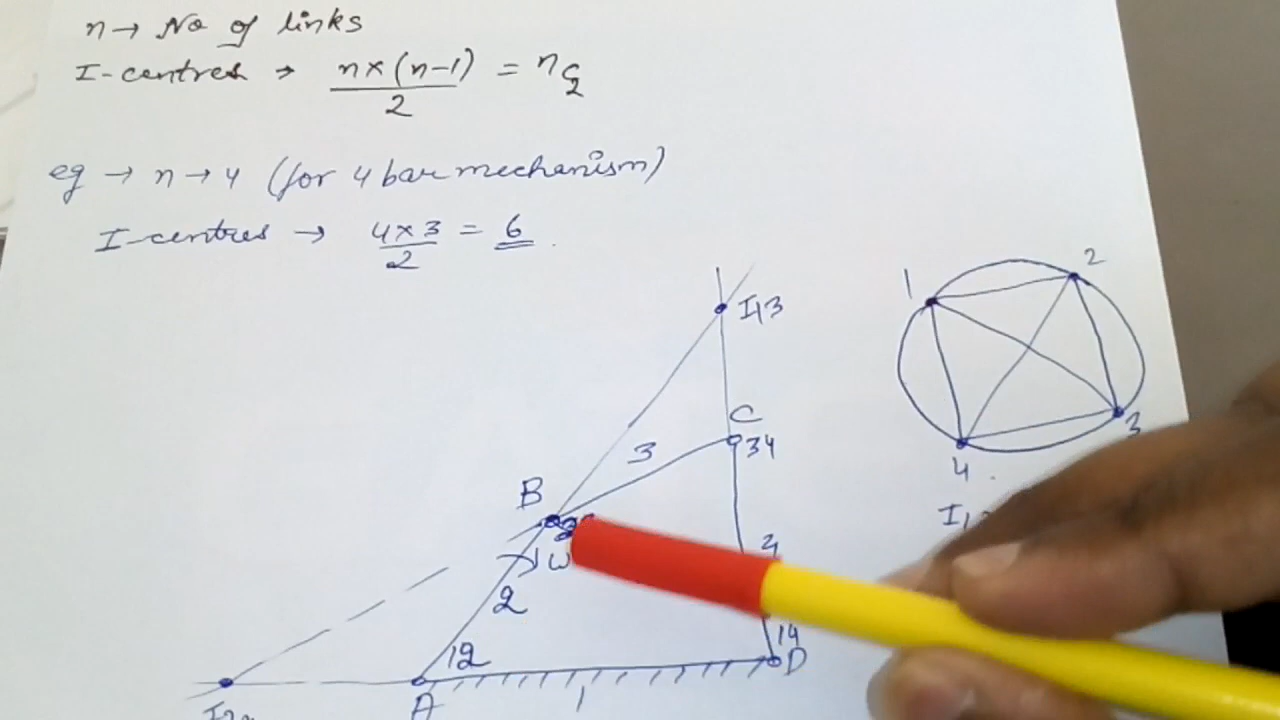 n → No of links
I-centres → n×(n-1) / 2 = nC2
eg → n → 4 (for 4 bar mechanism)
I-centres → 4×3 / 2 = 6
1
2
3
4
I13
C
34
3
B
ω
2
4
12
14
D
A
1